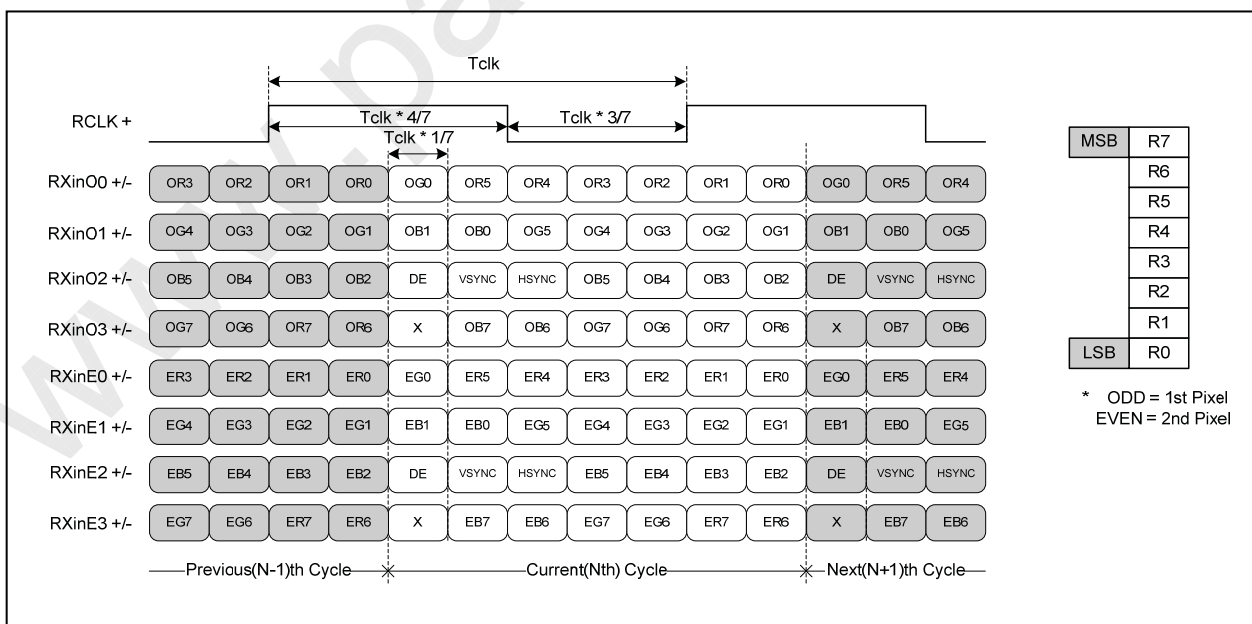 www.pa
Tclk
RCLK +
Tclk * 4/7
Tclk * 3/7
Tclk * 1/7
RXinO0 +/- OR3 OR2 OR1 OR0 OG0 OR5 OR4 OR3 OR2 OR1 OR0 OG0 OR5 OR4
RXinO1 +/- OG4 OG3 OG2 OG1 OB1 OB0 OG5 OG4 OG3 OG2 OG1 OB1 OB0 OG5
RXinO2 +/- OB5 OB4 OB3 OB2 DE VSYNC HSYNC OB5 OB4 OB3 OB2 DE VSYNC HSYNC
RXinO3 +/- OG7 OG6 OR7 OR6 X OB7 OB6 OG7 OG6 OR7 OR6 X OB7 OB6
RXinE0 +/- ER3 ER2 ER1 ER0 EG0 ER5 ER4 ER3 ER2 ER1 ER0 EG0 ER5 ER4
RXinE1 +/- EG4 EG3 EG2 EG1 EB1 EB0 EG5 EG4 EG3 EG2 EG1 EB1 EB0 EG5
RXinE2 +/- EB5 EB4 EB3 EB2 DE VSYNC HSYNC EB5 EB4 EB3 EB2 DE VSYNC HSYNC
RXinE3 +/- EG7 EG6 ER7 ER6 X EB7 EB6 EG7 EG6 ER7 ER6 X EB7 EB6
Previous(N-1)th Cycle Current(Nth) Cycle Next(N+1)th Cycle
MSB R7
R6
R5
R4
R3
R2
R1
LSB R0
* ODD = 1st Pixel
EVEN = 2nd Pixel